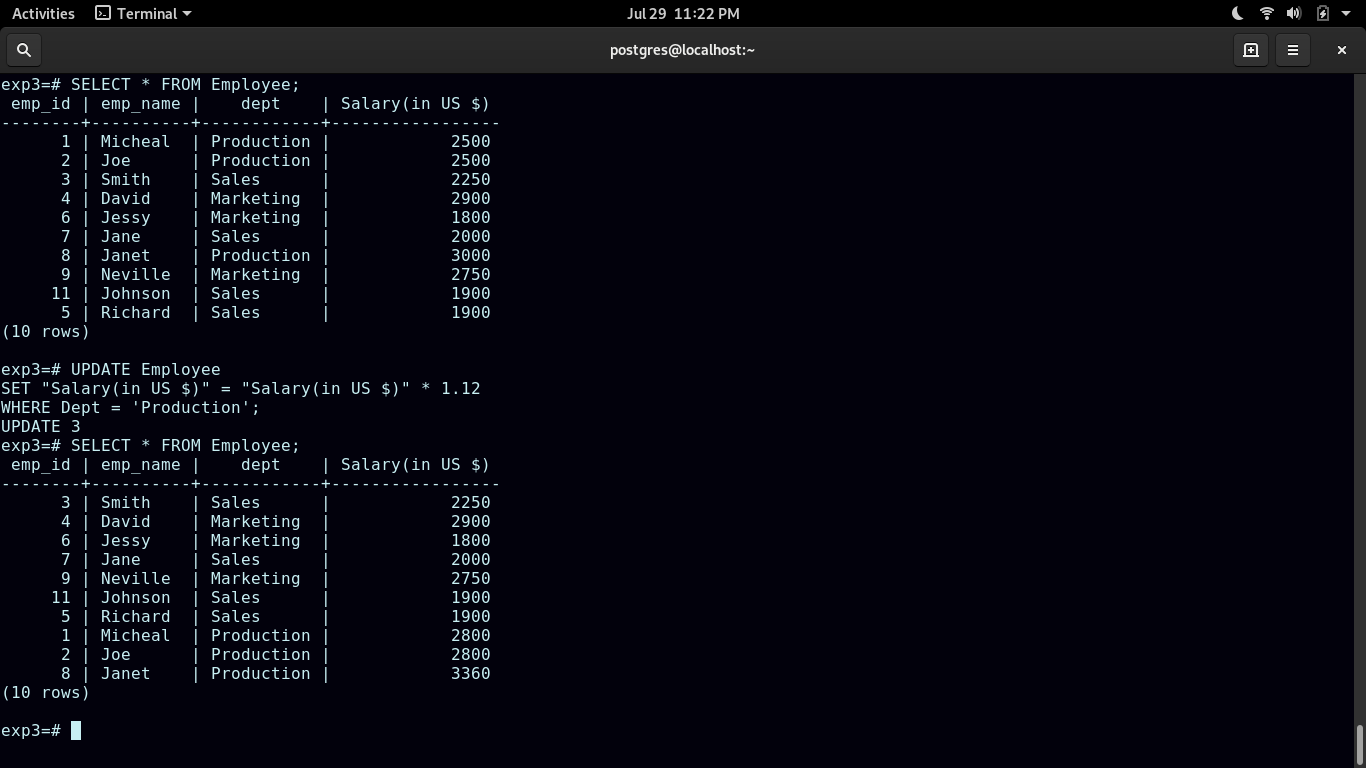 Activities Terminal Jul 29 11:22 PM
postgres@localhost:~
exp3=# SELECT * FROM Employee;
 emp_id | emp_name |    dept    | Salary(in US $)
--------+----------+------------+-----------------
      1 | Micheal  | Production |            2500
      2 | Joe      | Production |            2500
      3 | Smith    | Sales      |            2250
      4 | David    | Marketing  |            2900
      6 | Jessy    | Marketing  |            1800
      7 | Jane     | Sales      |            2000
      8 | Janet    | Production |            3000
      9 | Neville  | Marketing  |            2750
     11 | Johnson  | Sales      |            1900
      5 | Richard  | Sales      |            1900
(10 rows)
exp3=# UPDATE Employee
SET "Salary(in US $)" = "Salary(in US $)" * 1.12
WHERE Dept = 'Production';
UPDATE 3
exp3=# SELECT * FROM Employee;
 emp_id | emp_name |    dept    | Salary(in US $)
--------+----------+------------+-----------------
      3 | Smith    | Sales      |            2250
      4 | David    | Marketing  |            2900
      6 | Jessy    | Marketing  |            1800
      7 | Jane     | Sales      |            2000
      9 | Neville  | Marketing  |            2750
     11 | Johnson  | Sales      |            1900
      5 | Richard  | Sales      |            1900
      1 | Micheal  | Production |            2800
      2 | Joe      | Production |            2800
      8 | Janet    | Production |            3360
(10 rows)
exp3=#